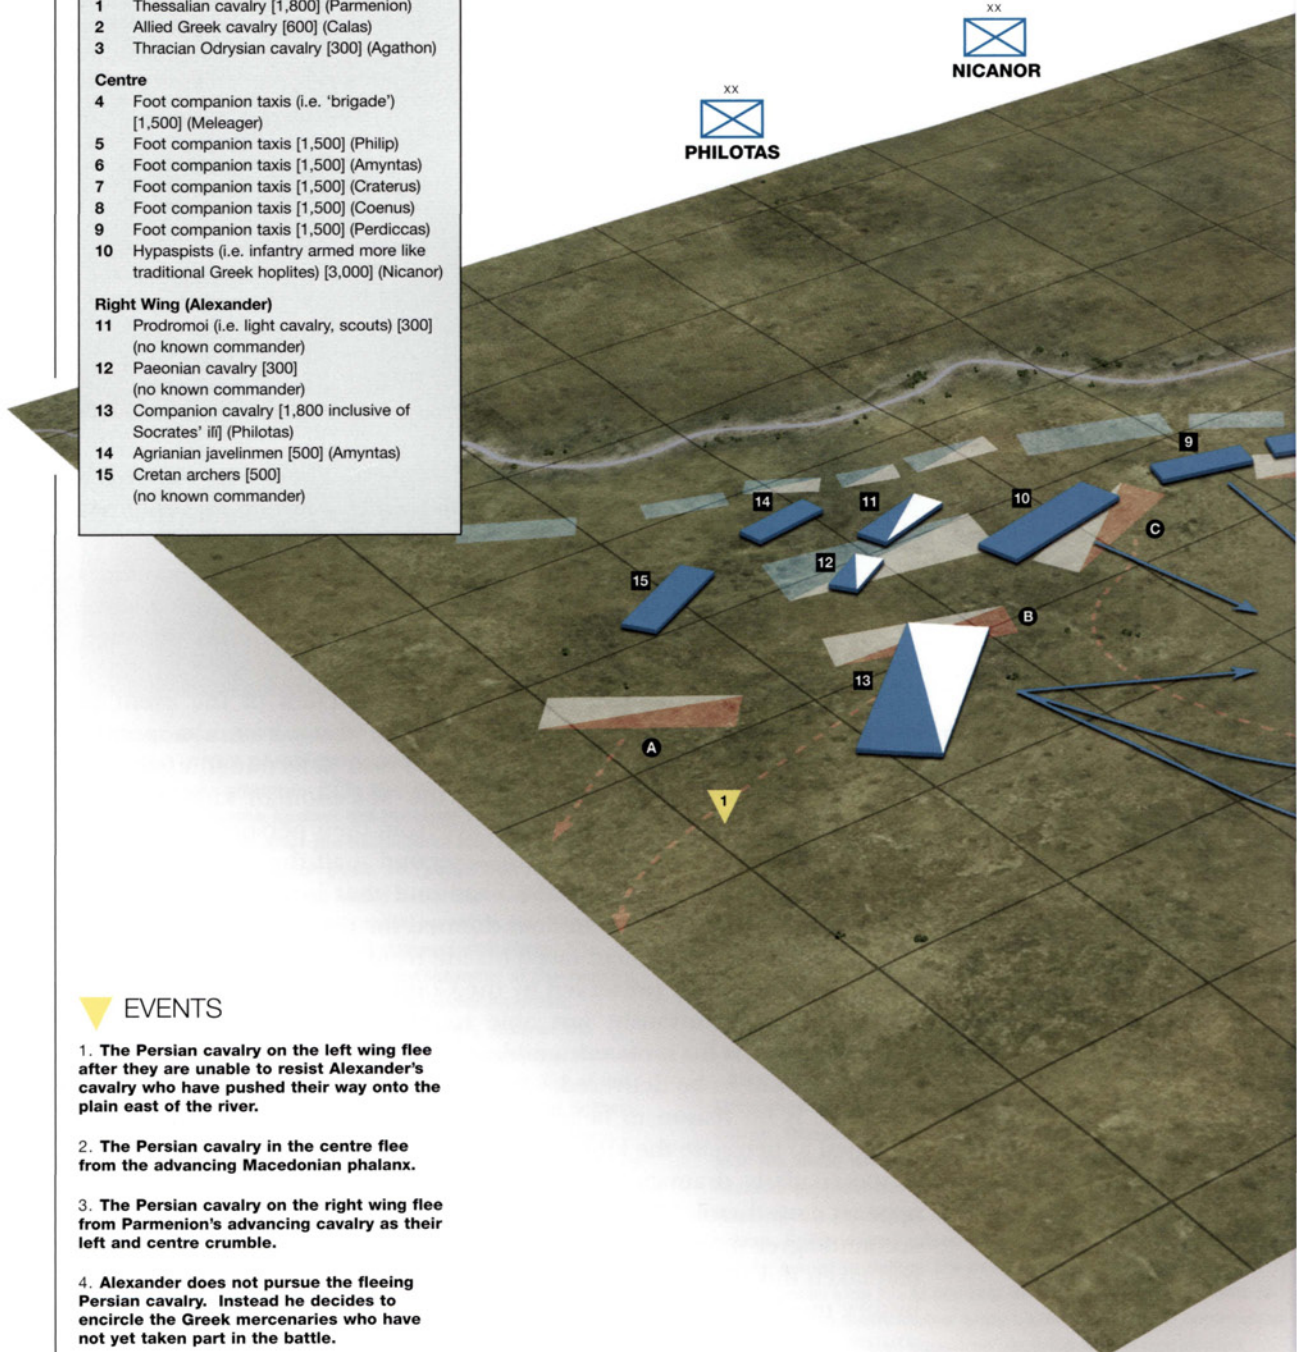 1 Thessalian cavalry [1,800] (Parmenion)
2 Allied Greek cavalry [600] (Calas)
3 Thracian Odrysian cavalry [300] (Agathon)
Centre
4 Foot companion taxis (i.e. ‘brigade’)
[1,500] (Meleager)
5 Foot companion taxis [1,500] (Philip)
6 Foot companion taxis [1,500] (Amyntas)
7 Foot companion taxis [1,500] (Craterus)
8 Foot companion taxis [1,500] (Coenus)
9 Foot companion taxis [1,500] (Perdiccas)
10 Hypaspists (i.e. infantry armed more like
traditional Greek hoplites) [3,000] (Nicanor)
Right Wing (Alexander)
11 Prodromoi (i.e. light cavalry, scouts) [300]
(no known commander)
12 Paeonian cavalry [300]
(no known commander)
13 Companion cavalry [1,800 inclusive of
Socrates’ ilī] (Philotas)
14 Agrianian javelinmen [500] (Amyntas)
15 Cretan archers [500]
(no known commander)
xx
NICANOR
xx
PHILOTAS
9
14
11
10
C
12
15
B
13
A
1
EVENTS
1. The Persian cavalry on the left wing flee
after they are unable to resist Alexander’s
cavalry who have pushed their way onto the
plain east of the river.
2. The Persian cavalry in the centre flee
from the advancing Macedonian phalanx.
3. The Persian cavalry on the right wing flee
from Parmenion’s advancing cavalry as their
left and centre crumble.
4. Alexander does not pursue the fleeing
Persian cavalry. Instead he decides to
encircle the Greek mercenaries who have
not yet taken part in the battle.